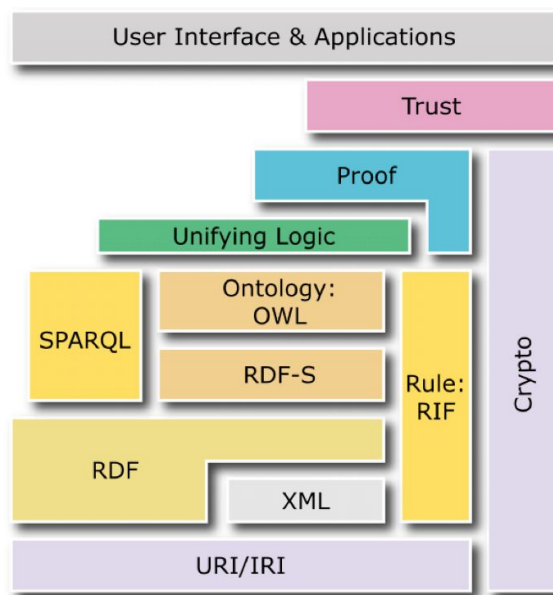 User Interface & Applications
Trust
Proof
Unifying Logic
Ontology:
OWL
SPARQL
RDF-S
Rule:
RIF
Crypto
RDF
XML
URI/IRI